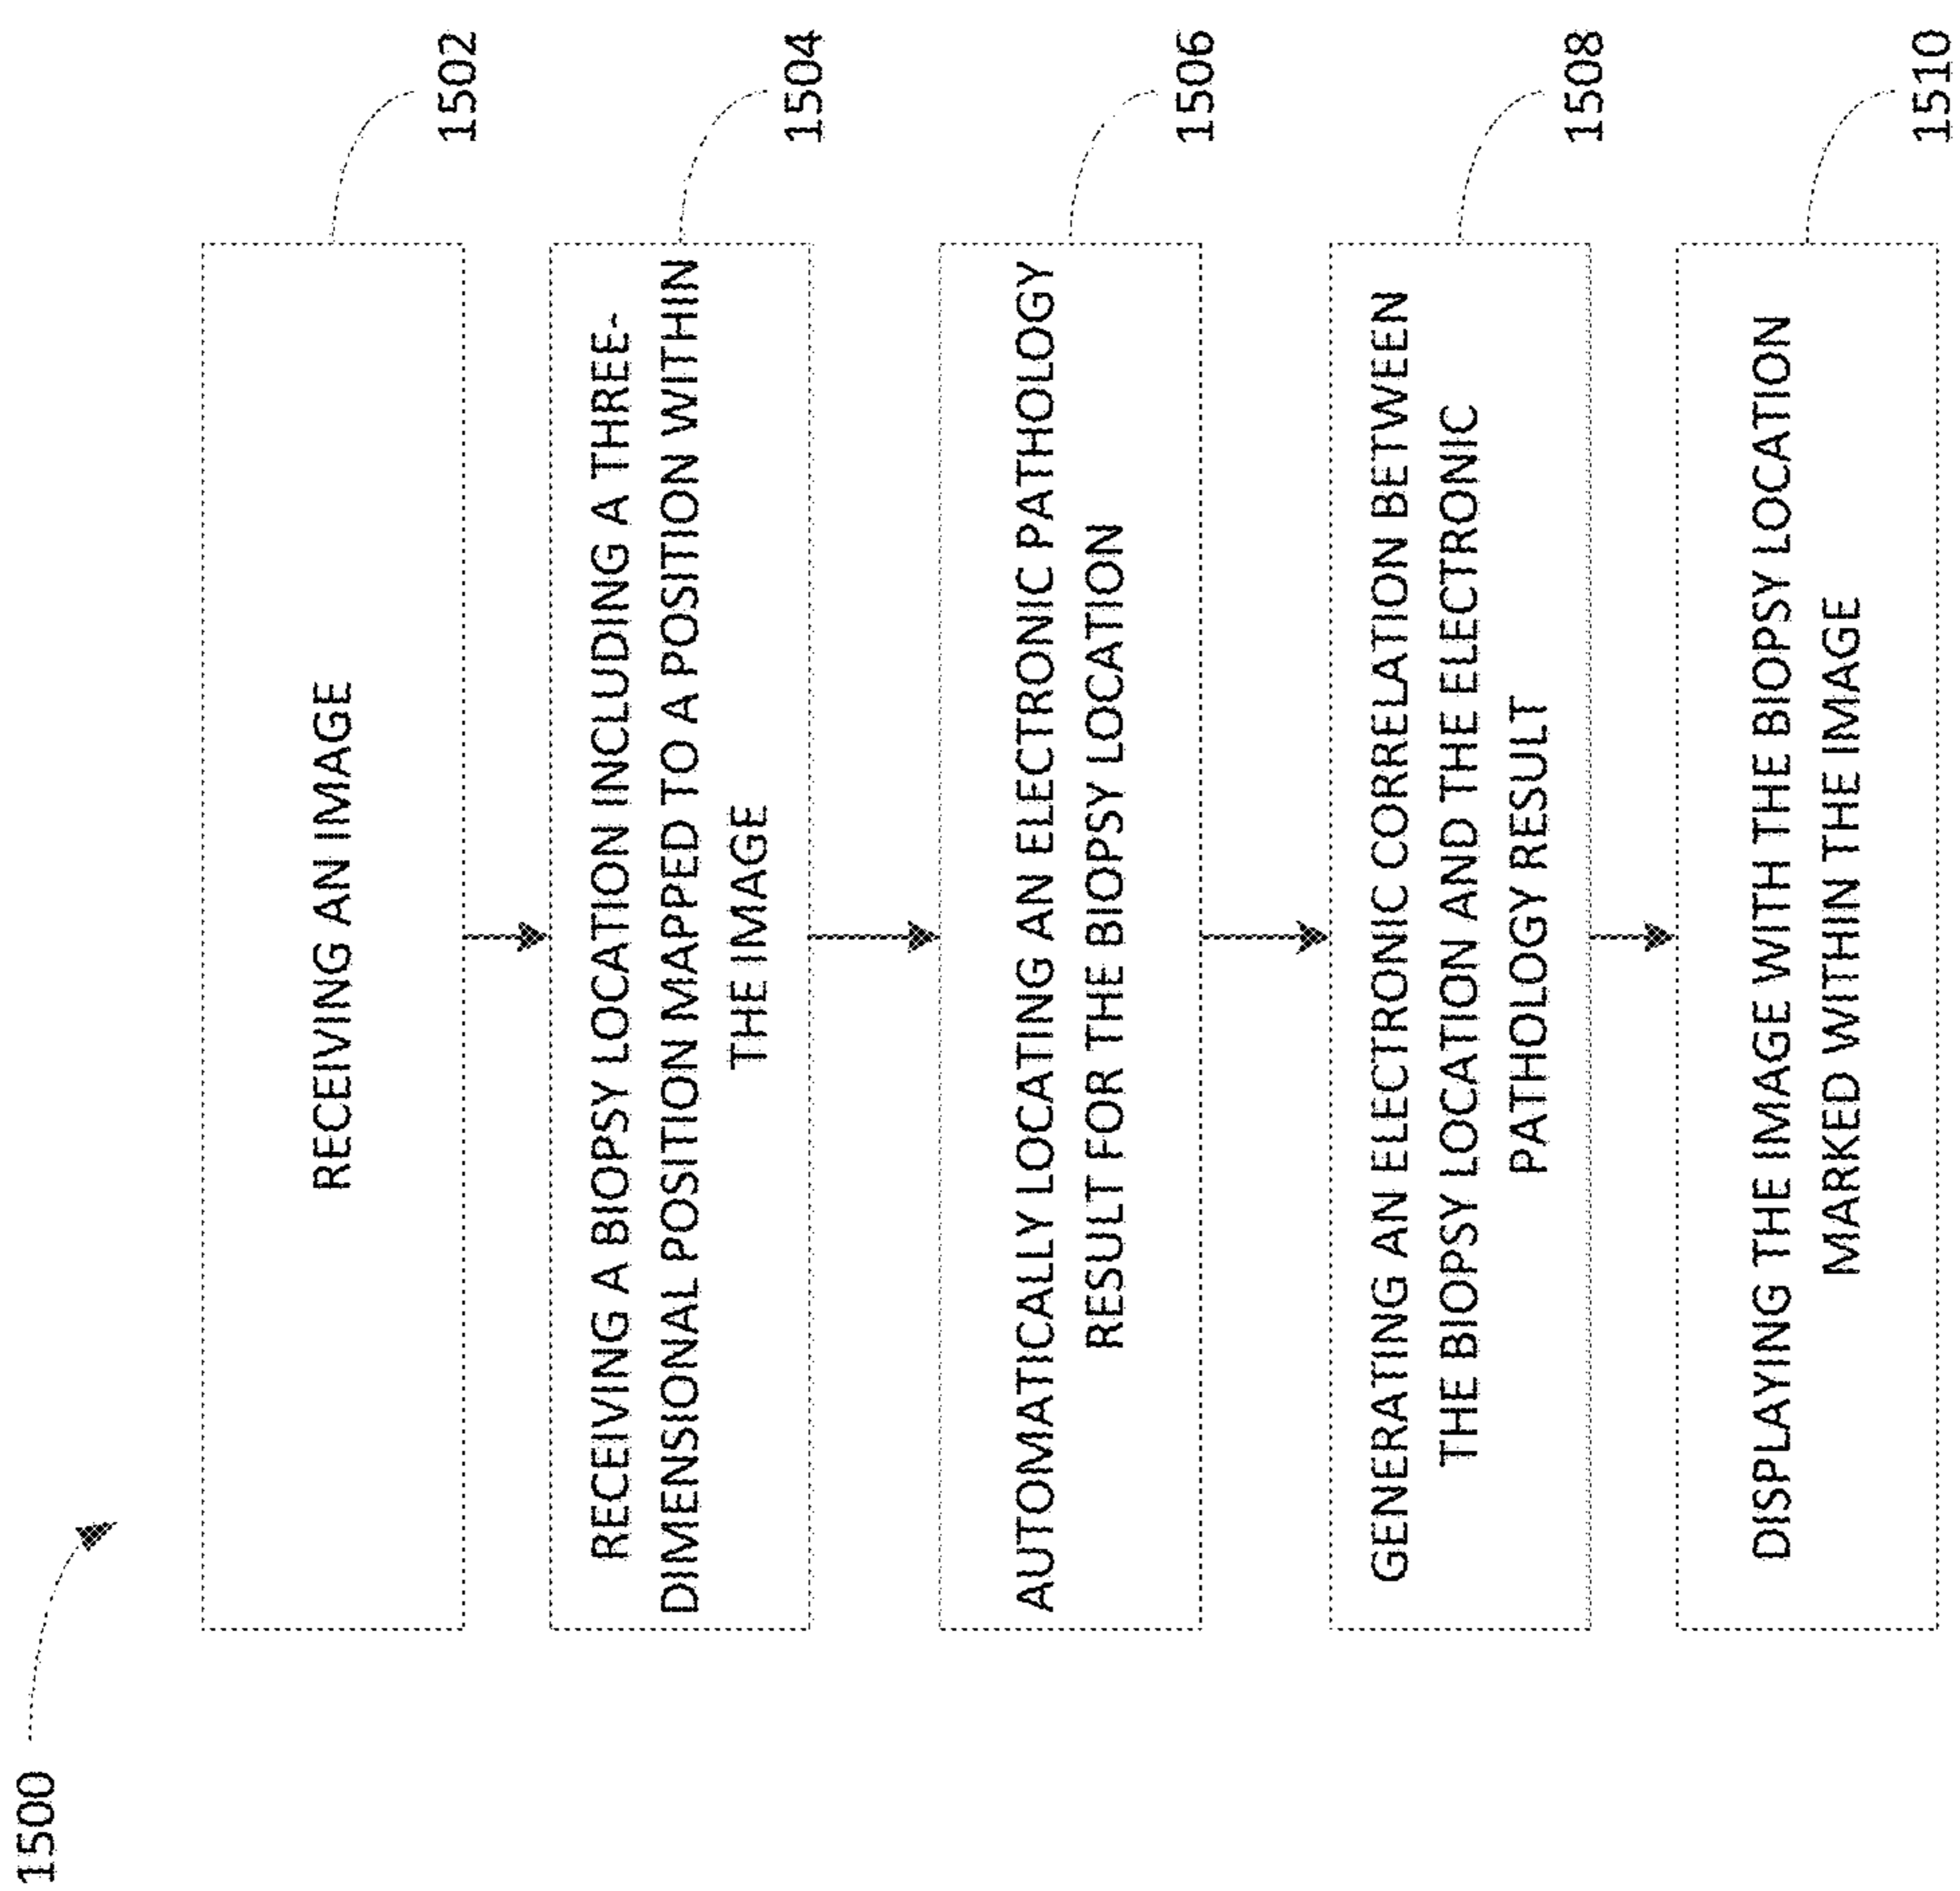 1500
RECEIVING AN IMAGE
1502
RECEIVING A BIOPSY LOCATION INCLUDING A THREE-
DIMENSIONAL POSITION MAPPED TO A POSITION WITHIN
THE IMAGE
1504
AUTOMATICALLY LOCATING AN ELECTRONIC PATHOLOGY
RESULT FOR THE BIOPSY LOCATION
1506
GENERATING AN ELECTRONIC CORRELATION BETWEEN
THE BIOPSY LOCATION AND THE ELECTRONIC
PATHOLOGY RESULT
1508
DISPLAYING THE IMAGE WITH THE BIOPSY LOCATION
MARKED WITHIN THE IMAGE
1510